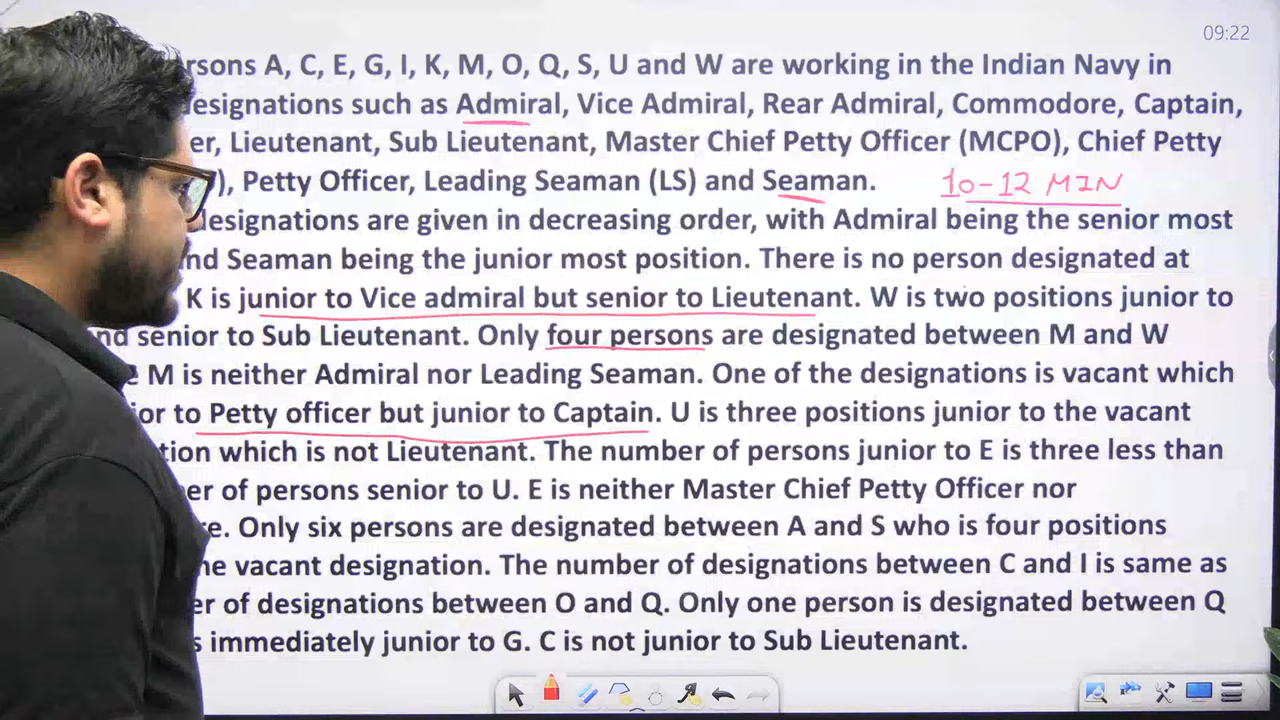 09:22
rsons A, C, E, G, I, K, M, O, Q, S, U and W are working in the Indian Navy in
esignations such as Admiral, Vice Admiral, Rear Admiral, Commodore, Captain,
er, Lieutenant, Sub Lieutenant, Master Chief Petty Officer (MCPO), Chief Petty
), Petty Officer, Leading Seaman (LS) and Seaman. 10-12 MIN
designations are given in decreasing order, with Admiral being the senior most
nd Seaman being the junior most position. There is no person designated at
K is junior to Vice admiral but senior to Lieutenant. W is two positions junior to
nd senior to Sub Lieutenant. Only four persons are designated between M and W
M is neither Admiral nor Leading Seaman. One of the designations is vacant which
ior to Petty officer but junior to Captain. U is three positions junior to the vacant
tion which is not Lieutenant. The number of persons junior to E is three less than
er of persons senior to U. E is neither Master Chief Petty Officer nor
re. Only six persons are designated between A and S who is four positions
he vacant designation. The number of designations between C and I is same as
er of designations between O and Q. Only one person is designated between Q
s immediately junior to G. C is not junior to Sub Lieutenant.